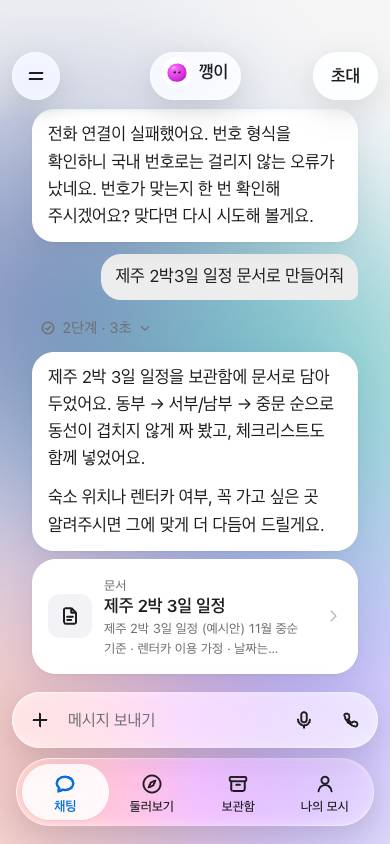 깽이
초대
전화 연결이 실패했어요. 번호 형식을
확인하니 국내 번호로는 걸리지 않는 오류가
났네요. 번호가 맞는지 한 번 확인해
주시겠어요? 맞다면 다시 시도해 볼게요.
제주 2박3일 일정 문서로 만들어줘
2단계 · 3초
제주 2박 3일 일정을 보관함에 문서로 담아
두었어요. 동부 → 서부/남부 → 중문 순으로
동선이 겹치지 않게 짜 봤고, 체크리스트도
함께 넣었어요.
숙소 위치나 렌터카 여부, 꼭 가고 싶은 곳
알려주시면 그에 맞게 더 다듬어 드릴게요.
문서
제주 2박 3일 일정
제주 2박 3일 일정 (예시안) 11월 중순
기준 · 렌터카 이용 가정 · 날짜는...
메시지 보내기
채팅
둘러보기
보관함
나의 모시